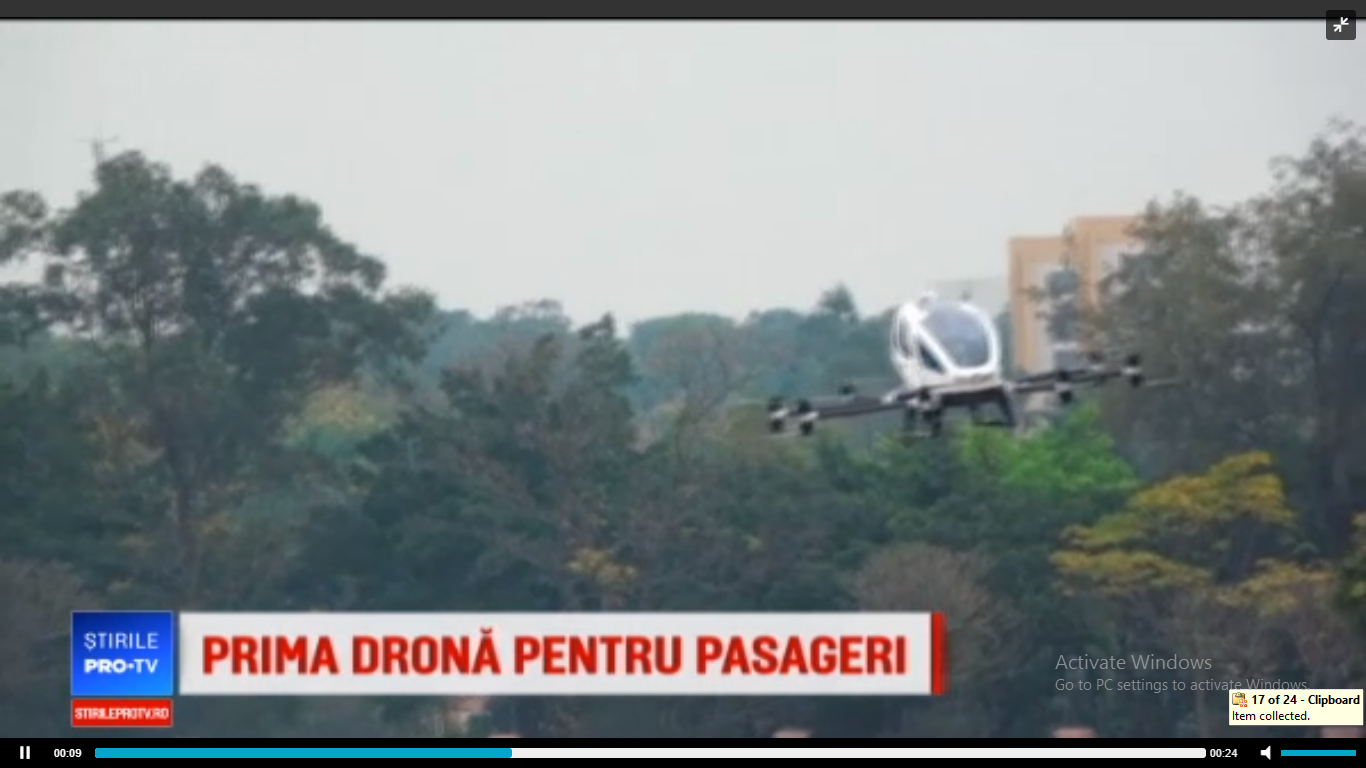 ȘTIRILE
PRO•TV
PRIMA DRONĂ PENTRU PASAGERI
STIRILEPROTV.RO
Activate Windows
Go to PC settings to activate Windows.
17 of 24 - Clipboard
Item collected.
00:09
00:24